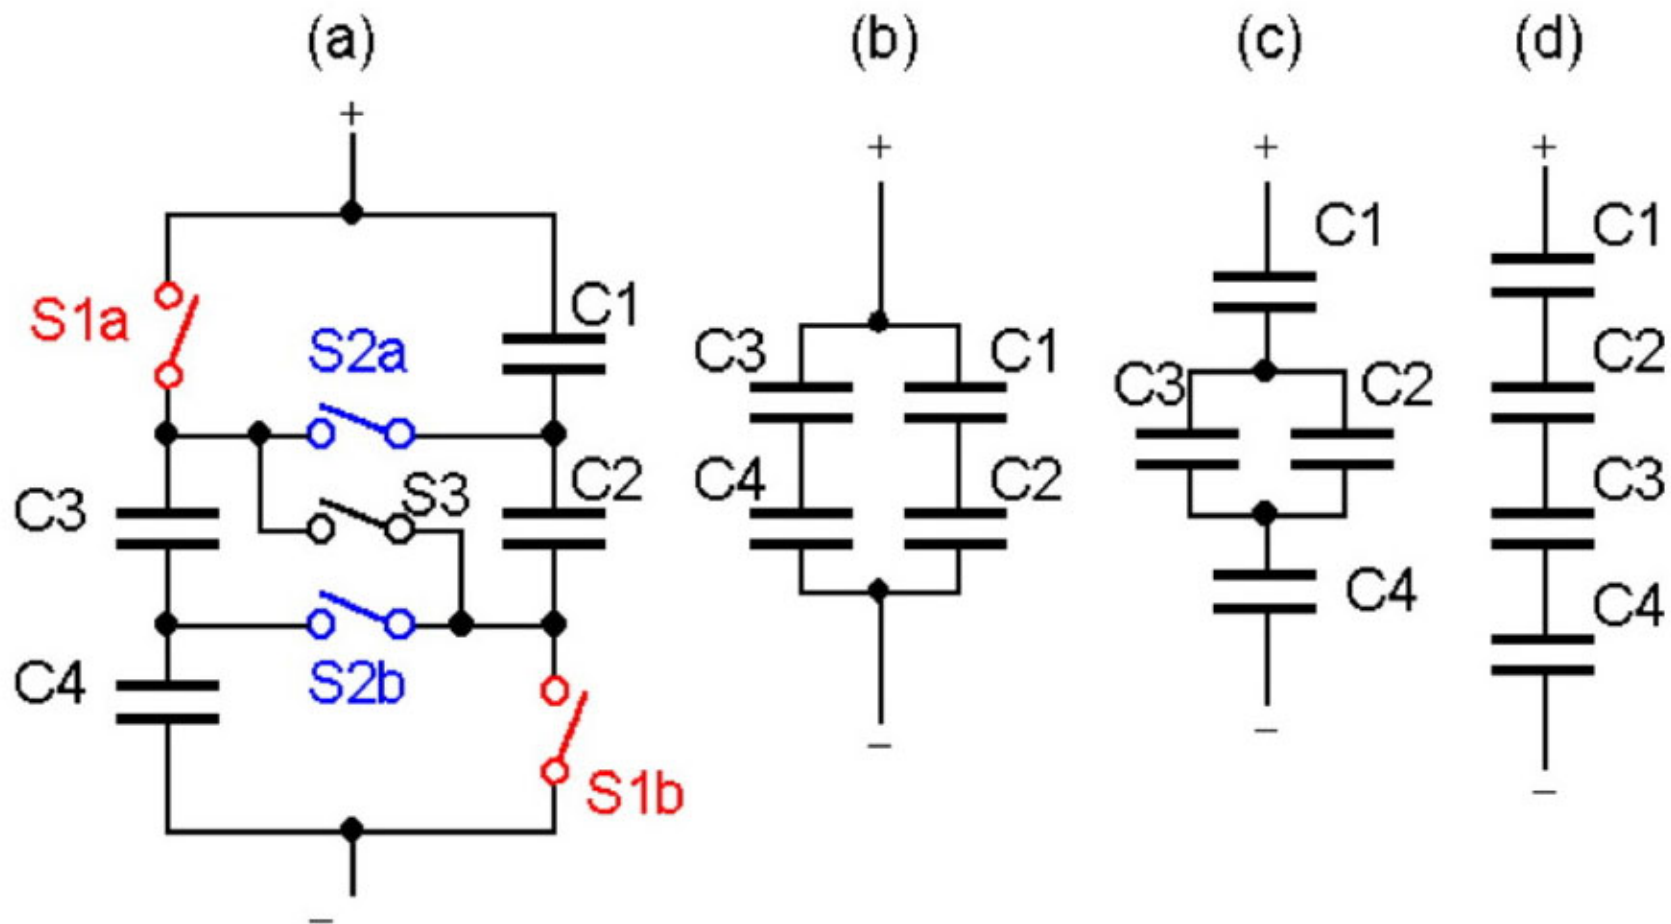 (a) (b) (c) (d)
+ + + +
S1a S2a C1
C3 S3 C2
S2b
C4
S1b
−
C3 C1
C4 C2
−
C1
C3 C2
C4
−
C1
C2
C3
C4
−